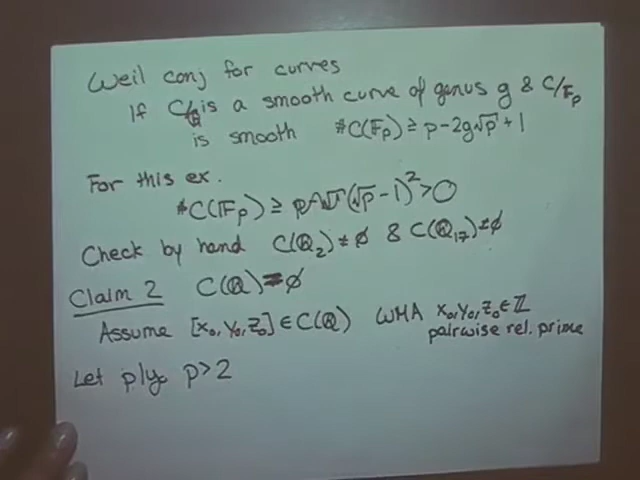 Weil conj for curves
If C/ℚ is a smooth curve of genus g & C/𝔽p
is smooth #C(𝔽p) ≥ p-2g√p+1
For this ex.
#C(𝔽p) ≥ (√p-1)²>0
Check by hand C(ℚ₂)≠∅ & C(ℚ₁₇)≠∅
Claim 2 C(ℚ)=∅
Assume [x₀,y₀,z₀]∈C(ℚ) WMA x₀,y₀,z₀∈ℤ
pairwise rel. prime
Let p|y₀ p>2